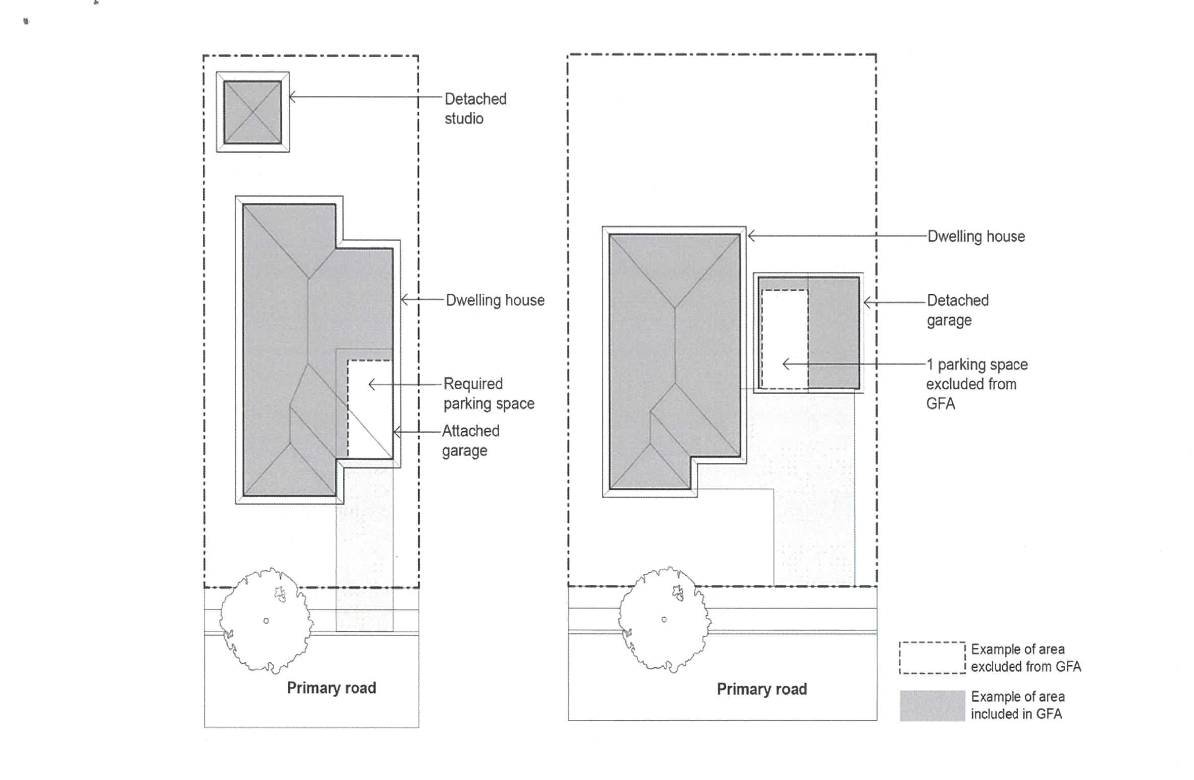 Detached
studio
Dwelling house
Required
parking space
Attached
garage
Primary road
Dwelling house
Detached
garage
1 parking space
excluded from
GFA
Primary road
Example of area
excluded from GFA
Example of area
included in GFA